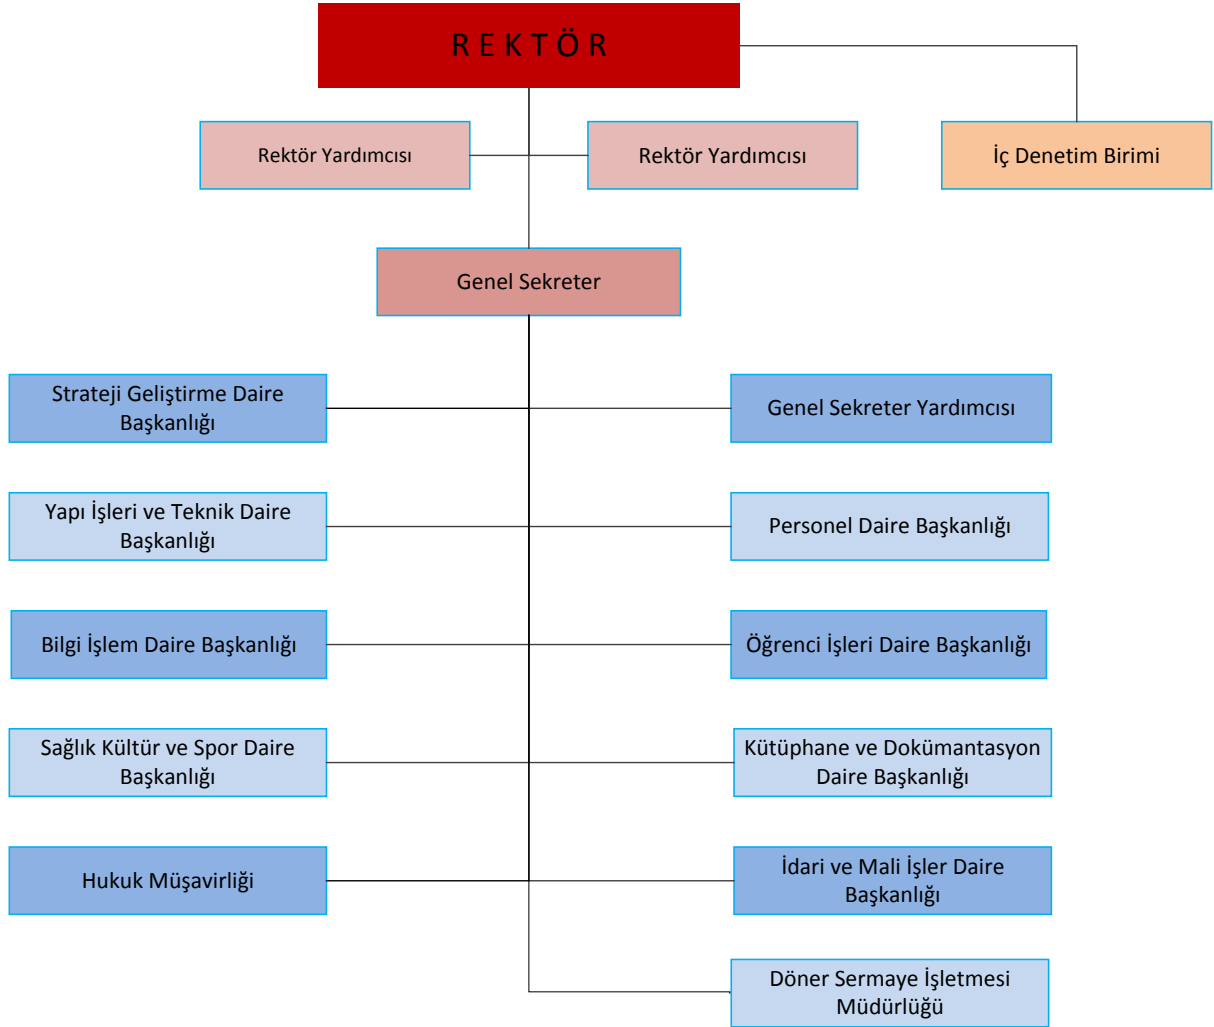 R E K T Ö R
Rektör Yardımcısı
Rektör Yardımcısı
İç Denetim Birimi
Genel Sekreter
Strateji Geliştirme Daire
Başkanlığı
Genel Sekreter Yardımcısı
Yapı İşleri ve Teknik Daire
Başkanlığı
Personel Daire Başkanlığı
Bilgi İşlem Daire Başkanlığı
Öğrenci İşleri Daire Başkanlığı
Sağlık Kültür ve Spor Daire
Başkanlığı
Kütüphane ve Dokümantasyon
Daire Başkanlığı
Hukuk Müşavirliği
İdari ve Mali İşler Daire
Başkanlığı
Döner Sermaye İşletmesi
Müdürlüğü